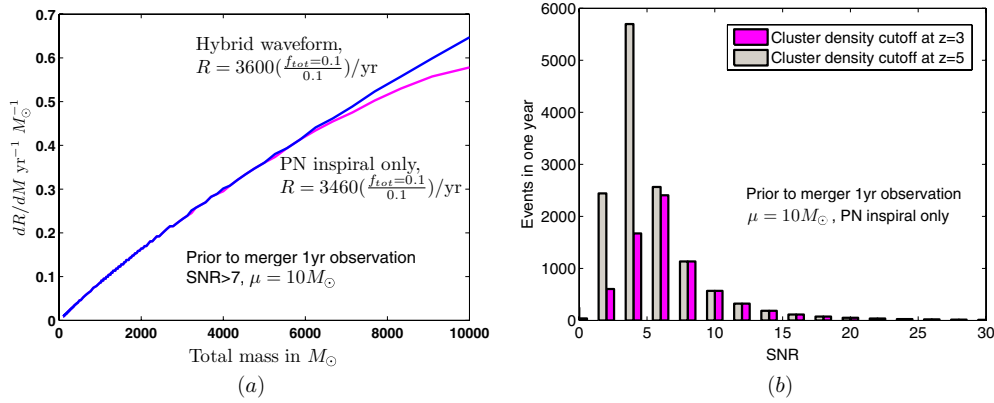 0.7
0.6
0.5
0.4
0.3
0.2
0.1
0
dR/dM yr⁻¹ M⊙⁻¹
Hybrid waveform,
R = 3600(f_tot=0.1/0.1)/yr
PN inspiral only,
R = 3460(f_tot=0.1/0.1)/yr
Prior to merger 1yr observation
SNR>7, μ = 10M⊙
0 2000 4000 6000 8000 10000
Total mass in M⊙
(a)
6000
5000
4000
3000
2000
1000
0
Events in one year
Cluster density cutoff at z=3
Cluster density cutoff at z=5
Prior to merger 1yr observation
μ = 10M⊙, PN inspiral only
0 5 10 15 20 25 30
SNR
(b)